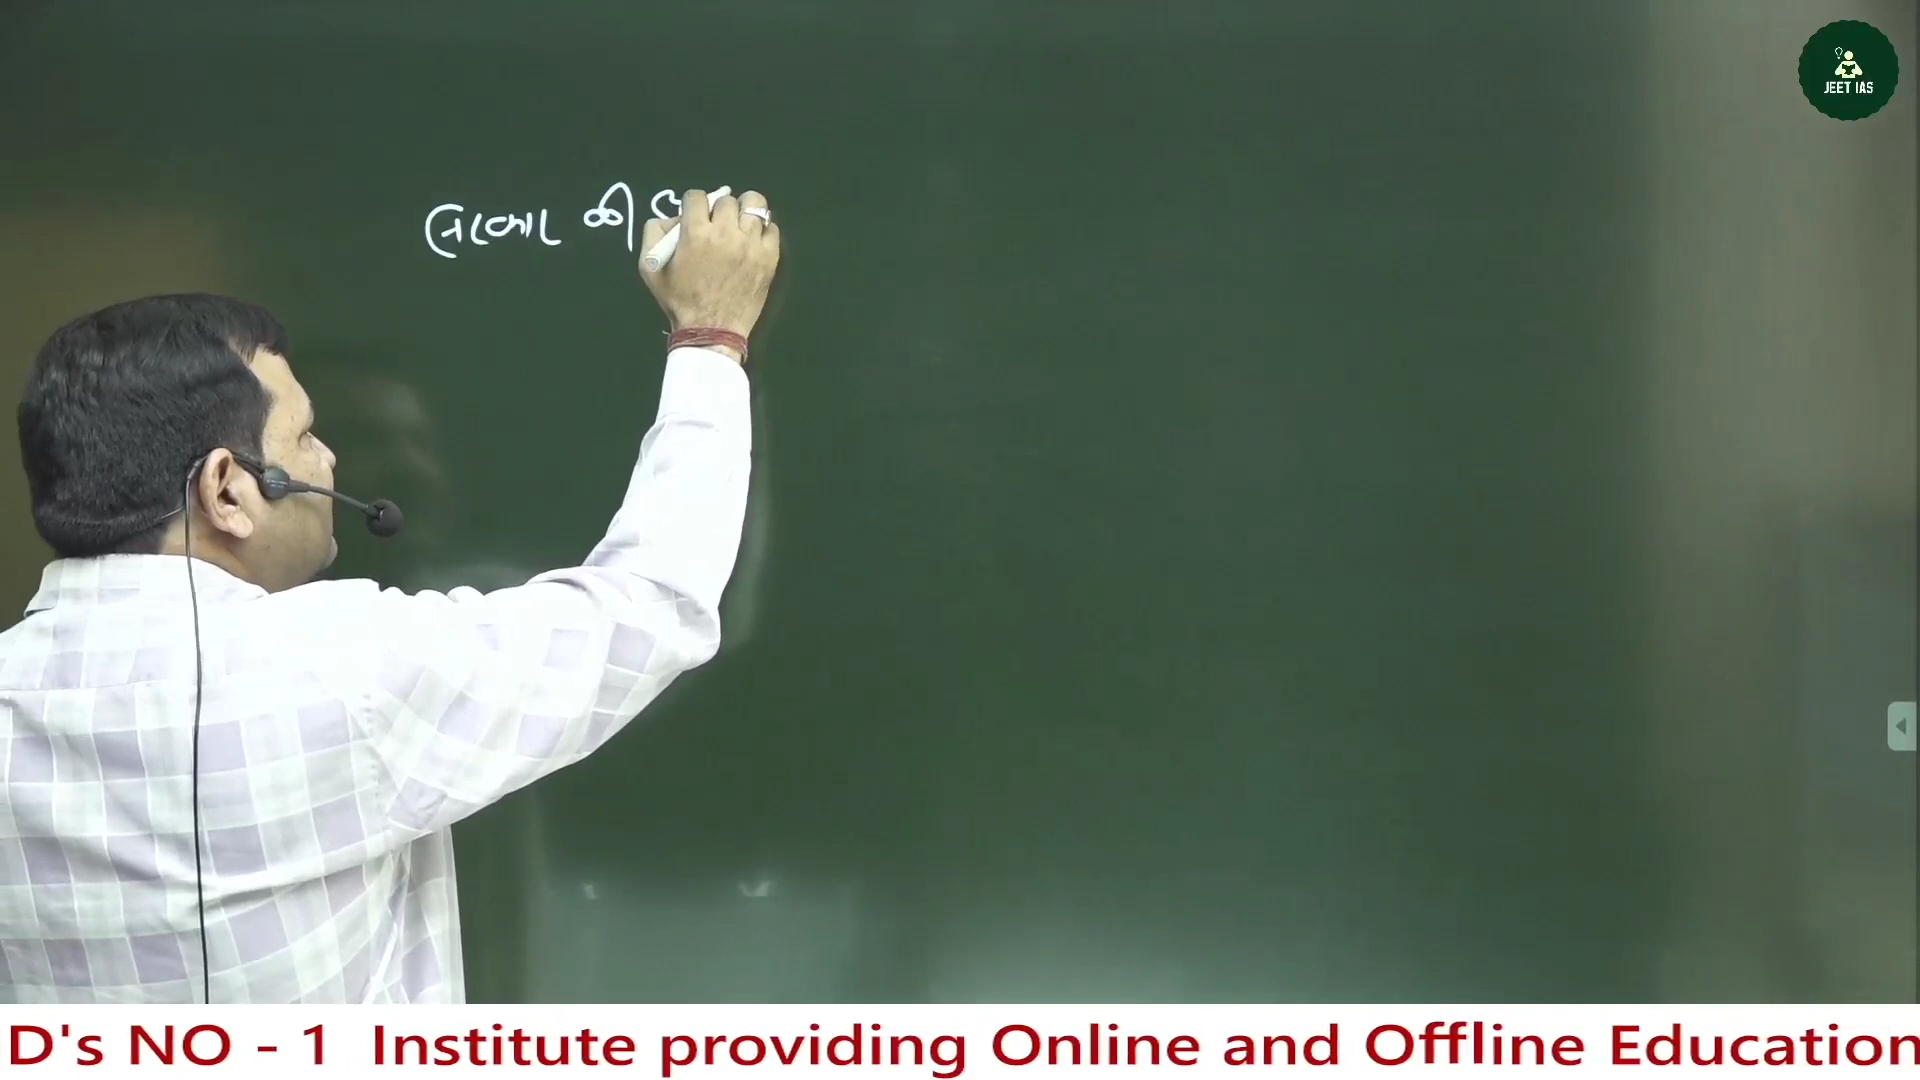 JEET IAS
की
D's NO - 1 Institute providing Online and Offline Education